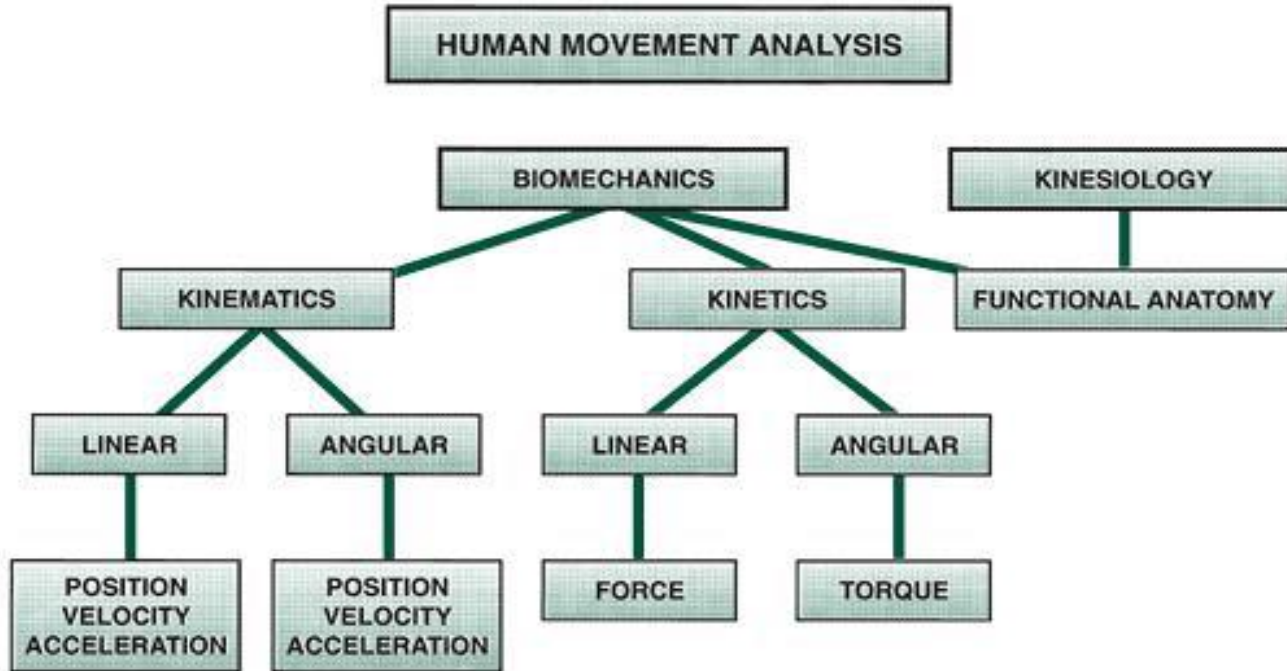 HUMAN MOVEMENT ANALYSIS
BIOMECHANICS
KINESIOLOGY
KINEMATICS
KINETICS
FUNCTIONAL ANATOMY
LINEAR
ANGULAR
LINEAR
ANGULAR
POSITION
VELOCITY
ACCELERATION
POSITION
VELOCITY
ACCELERATION
FORCE
TORQUE